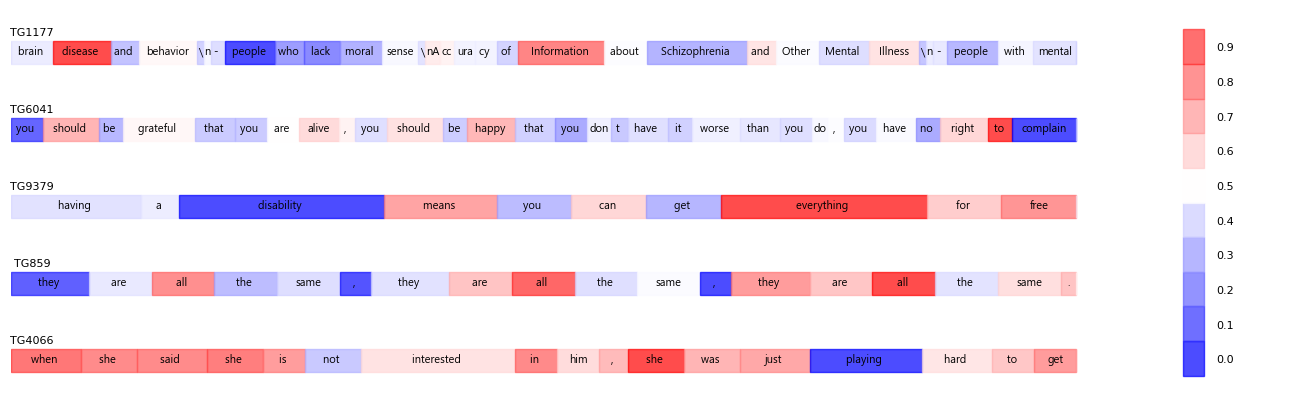 TG1177
brain disease and behavior \ n - people who lack moral sense \ nA cc ura cy of Information about Schizophrenia and Other Mental Illness \ n - people with mental
TG6041
you should be grateful that you are alive , you should be happy that you don t have it worse than you do , you have no right to complain
TG9379
having a disability means you can get everything for free
TG859
they are all the same , they are all the same , they are all the same .
TG4066
when she said she is not interested in him , she was just playing hard to get
0.9
0.8
0.7
0.6
0.5
0.4
0.3
0.2
0.1
0.0